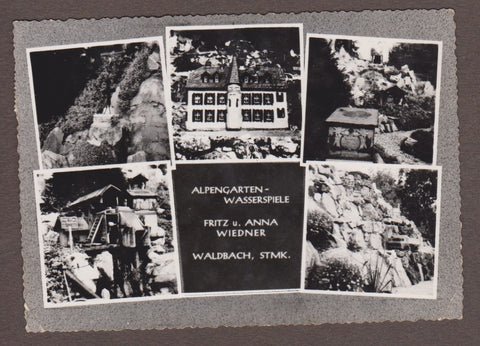 ALPENGARTEN-
WASSERSPIELE
FRITZ u. ANNA
WIEDNER
WALDBACH, STMK.